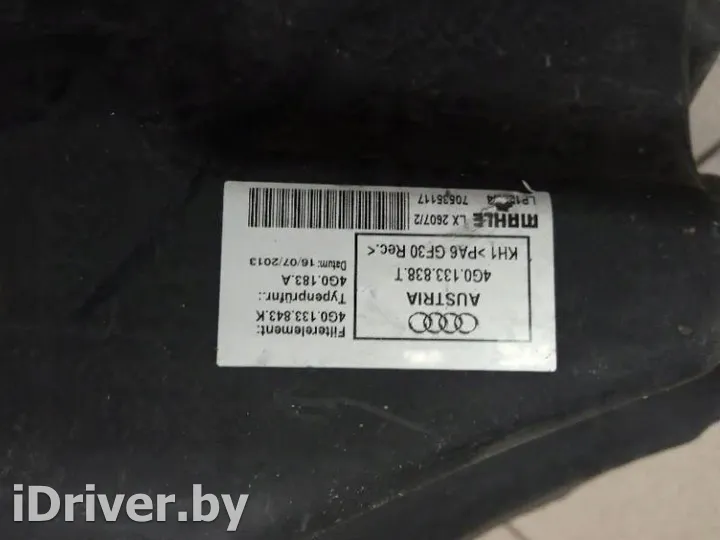 AUSTRIA
4G0.133.838.T
KH1 >PA6 GF30 Rec.<
Filterelement:
4G0.133.843.K
Typenprüfnr.:
4G0.183.A
Datum: 16/07/2013
MAHLE LX 2607/2
70535117
iDriver.by